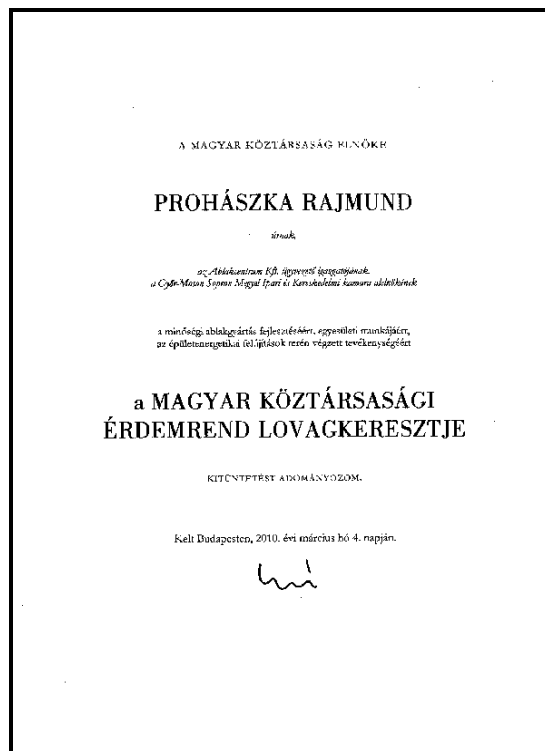 A MAGYAR KÖZTÁRSASÁG ELNÖKE
PROHÁSZKA RAJMUND
úrnak,
az Ablakcentrum Kft. ügyvezető igazgatójának,
a Győr-Moson-Sopron Megyei Ipari és Kereskedelmi kamara alelnökének
a minőségi ablakgyártás fejlesztéséért, egyesületi munkájáért,
az épületenergetikai felújítások terén végzett tevékenységéért
a MAGYAR KÖZTÁRSASÁGI
ÉRDEMREND LOVAGKERESZTJE
KITÜNTETÉST ADOMÁNYOZOM.
Kelt Budapesten, 2010. évi március hó 4. napján.